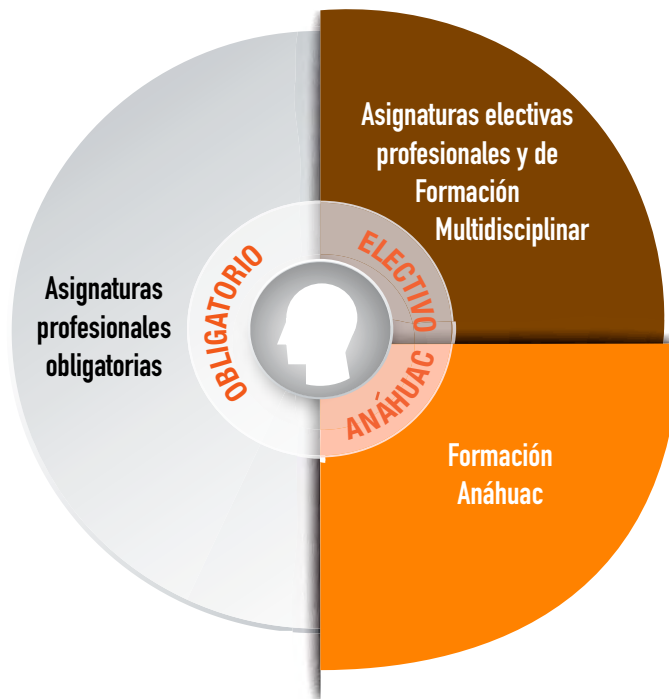 Asignaturas electivas
profesionales y de
Formación
Multidisciplinar
ELECTIVO
OBLIGATORIO
Asignaturas
profesionales
obligatorias
ANÁHUAC
Formación
Anáhuac